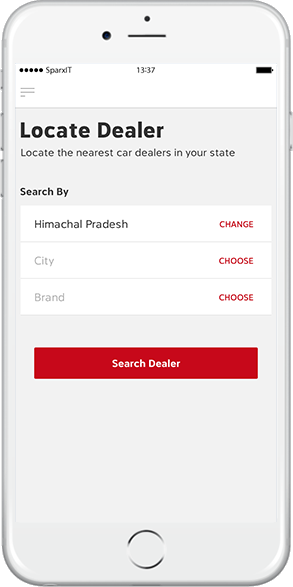 SparxIT 13:37
Locate Dealer
Locate the nearest car dealers in your state
Search By
Himachal Pradesh CHANGE
City CHOOSE
Brand CHOOSE
Search Dealer